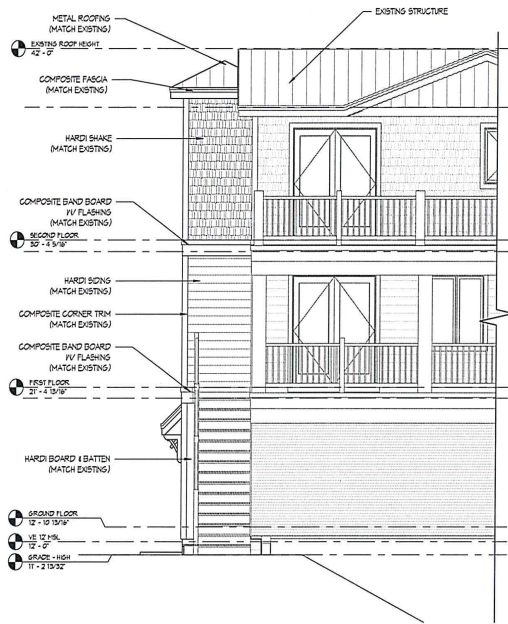 METAL ROOFING
(MATCH EXISTING)
EXISTING STRUCTURE
EXISTING ROOF HEIGHT
42' - 0"
COMPOSITE FASCIA
(MATCH EXISTING)
HARDI SHAKE
(MATCH EXISTING)
COMPOSITE BAND BOARD
W/ FLASHING
(MATCH EXISTING)
SECOND FLOOR
30' - 4 5/16"
HARDI SIDING
(MATCH EXISTING)
COMPOSITE CORNER TRIM
(MATCH EXISTING)
COMPOSITE BAND BOARD
W/ FLASHING
(MATCH EXISTING)
FIRST FLOOR
21' - 4 13/16"
HARDI BOARD & BATTEN
(MATCH EXISTING)
GROUND FLOOR
12' - 10 13/16"
VE 12' MSL
12' - 0"
GRADE - HIGH
11' - 2 13/32"